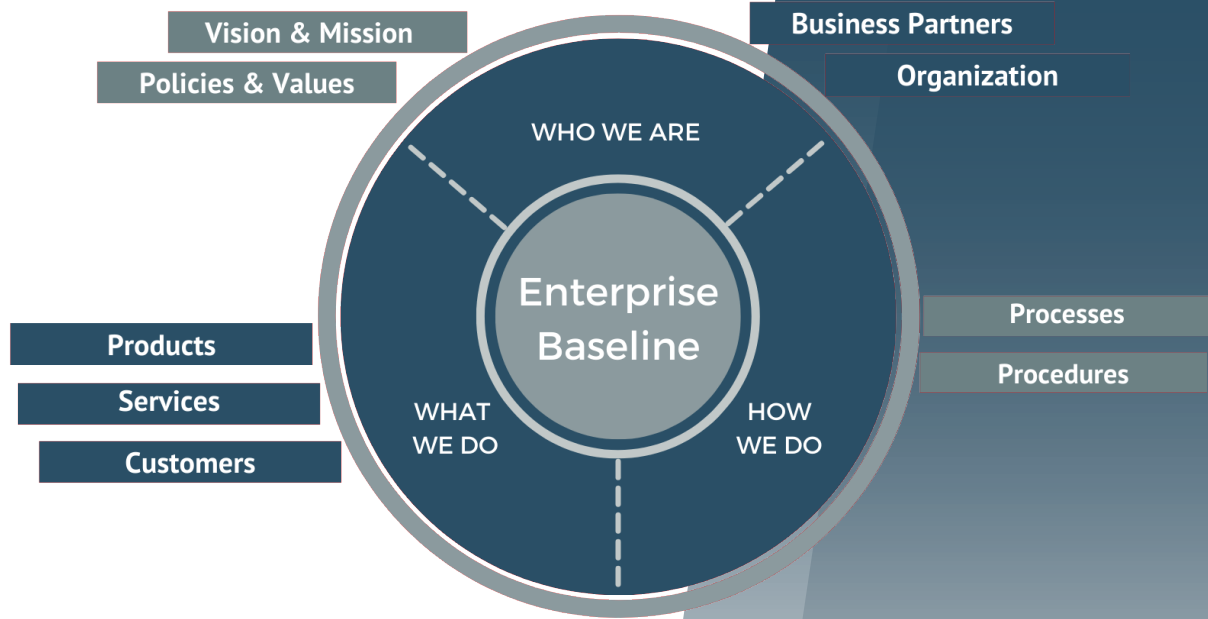 Vision & Mission
Policies & Values
Business Partners
Organization
WHO WE ARE
Enterprise
Baseline
WHAT
WE DO
HOW
WE DO
Products
Services
Customers
Processes
Procedures